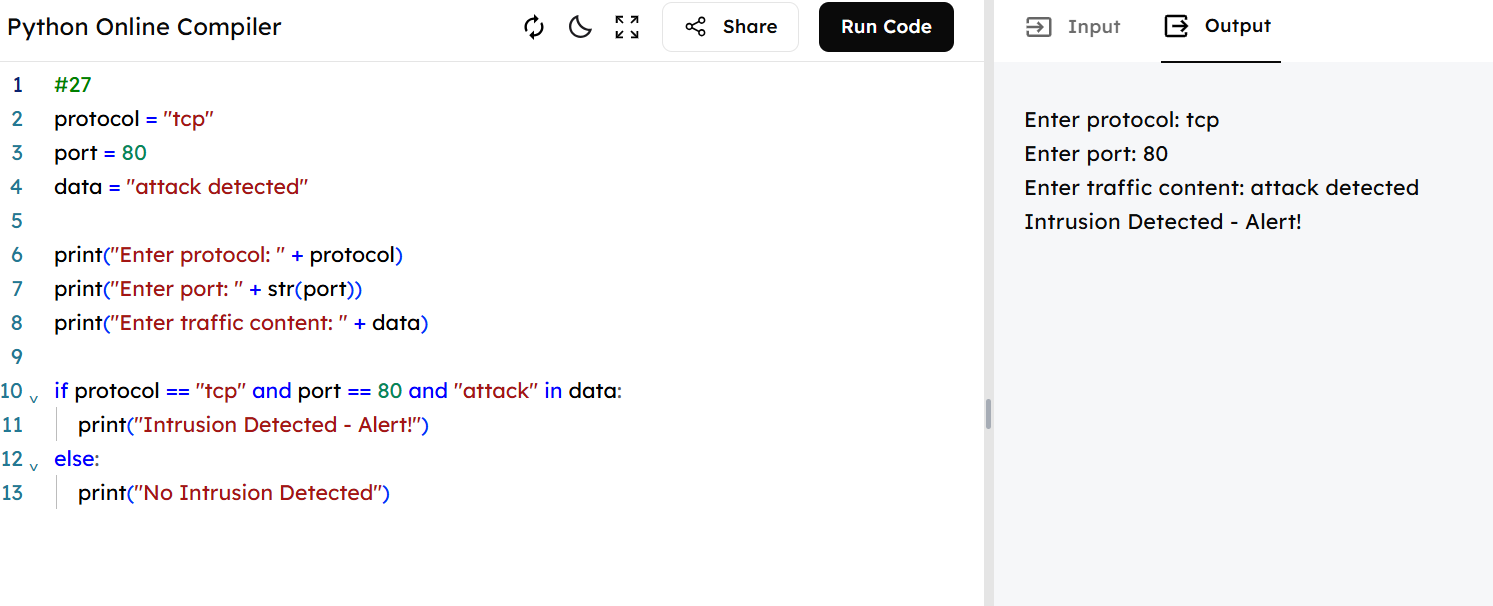 Python Online Compiler
Share
Run Code
1 #27
2 protocol = "tcp"
3 port = 80
4 data = "attack detected"
5
6 print("Enter protocol: " + protocol)
7 print("Enter port: " + str(port))
8 print("Enter traffic content: " + data)
9
10 if protocol == "tcp" and port == 80 and "attack" in data:
11 print("Intrusion Detected - Alert!")
12 else:
13 print("No Intrusion Detected")
Input
Output
Enter protocol: tcp
Enter port: 80
Enter traffic content: attack detected
Intrusion Detected - Alert!